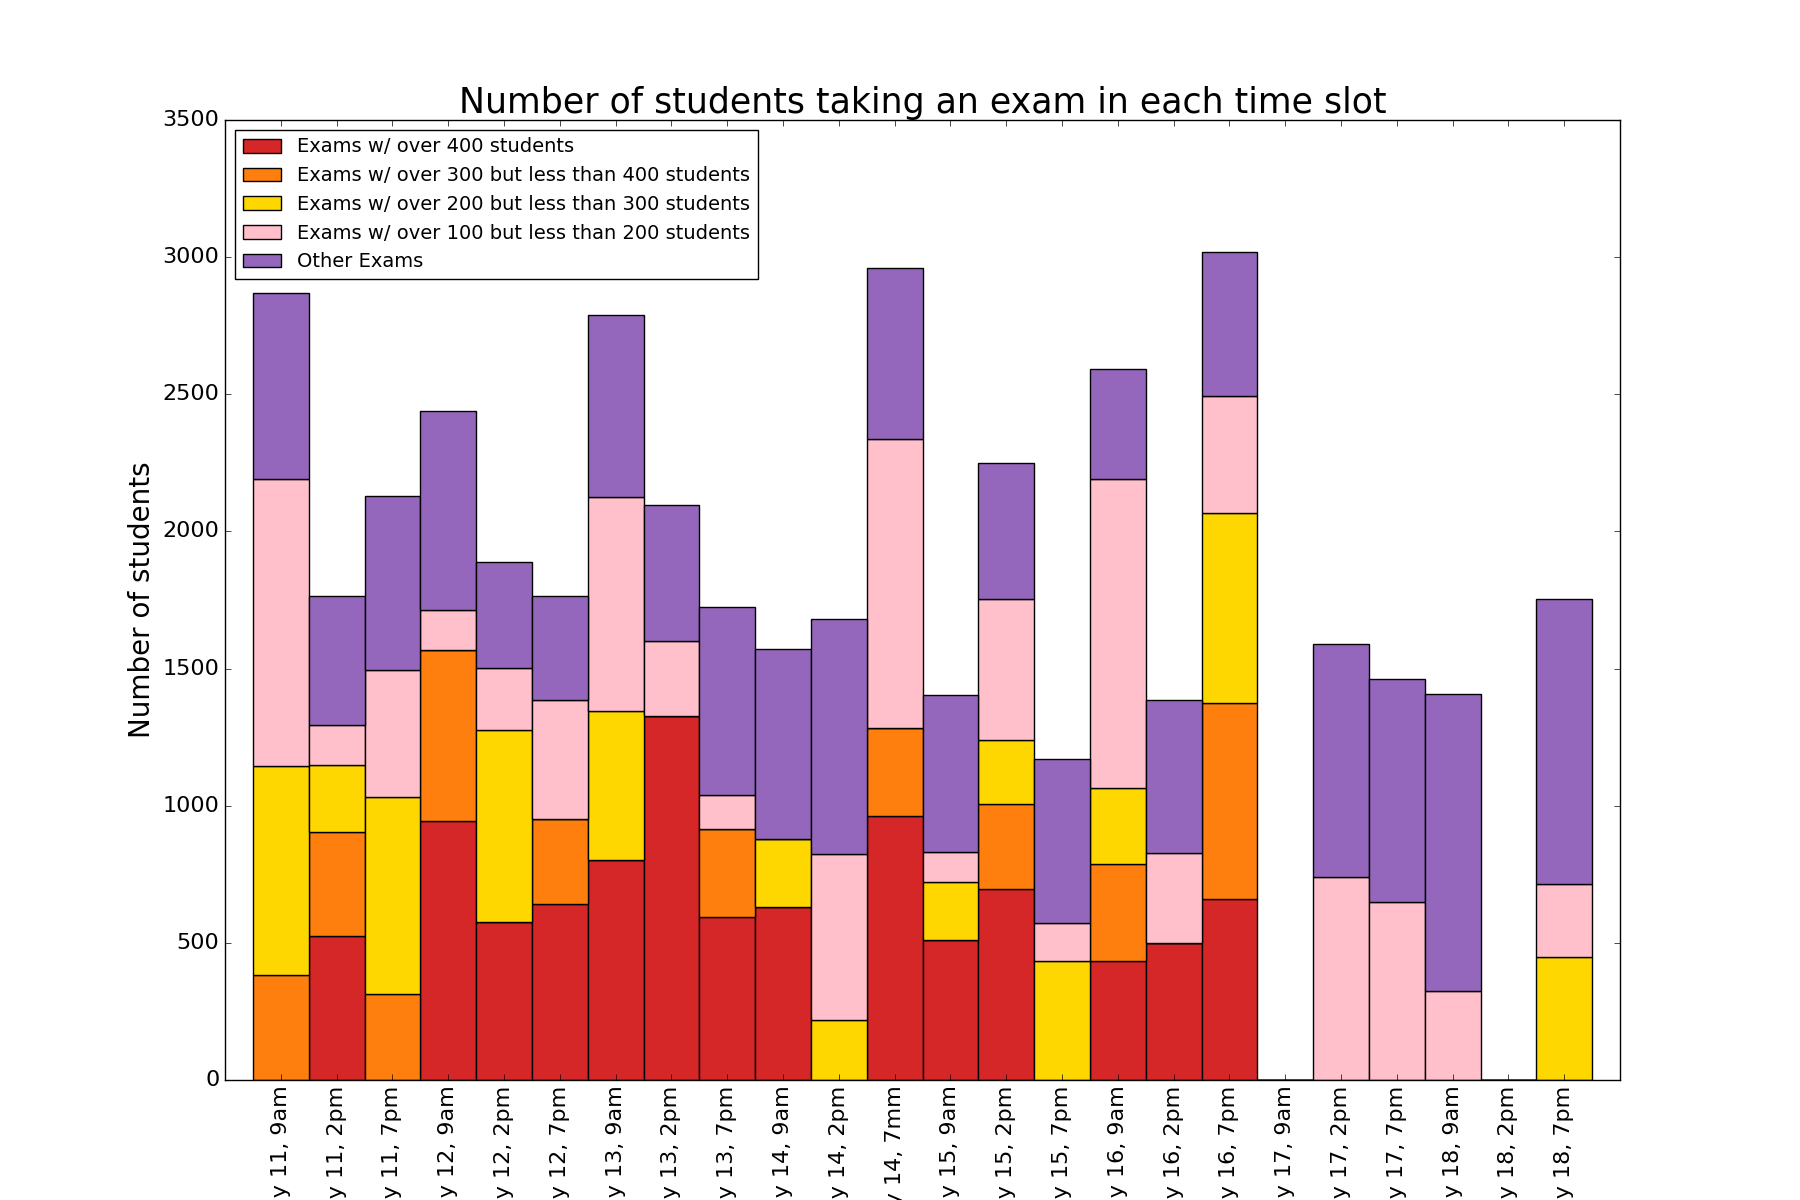 Number of students taking an exam in each time slot
3500
3000
2500
2000
1500
1000
500
0
Number of students
Exams w/ over 400 students
Exams w/ over 300 but less than 400 students
Exams w/ over 200 but less than 300 students
Exams w/ over 100 but less than 200 students
Other Exams
y 11, 9am
y 11, 2pm
y 11, 7pm
y 12, 9am
y 12, 2pm
y 12, 7pm
y 13, 9am
y 13, 2pm
y 13, 7pm
y 14, 9am
y 14, 2pm
y 14, 7mm
y 15, 9am
y 15, 2pm
y 15, 7pm
y 16, 9am
y 16, 2pm
y 16, 7pm
y 17, 9am
y 17, 2pm
y 17, 7pm
y 18, 9am
y 18, 2pm
y 18, 7pm